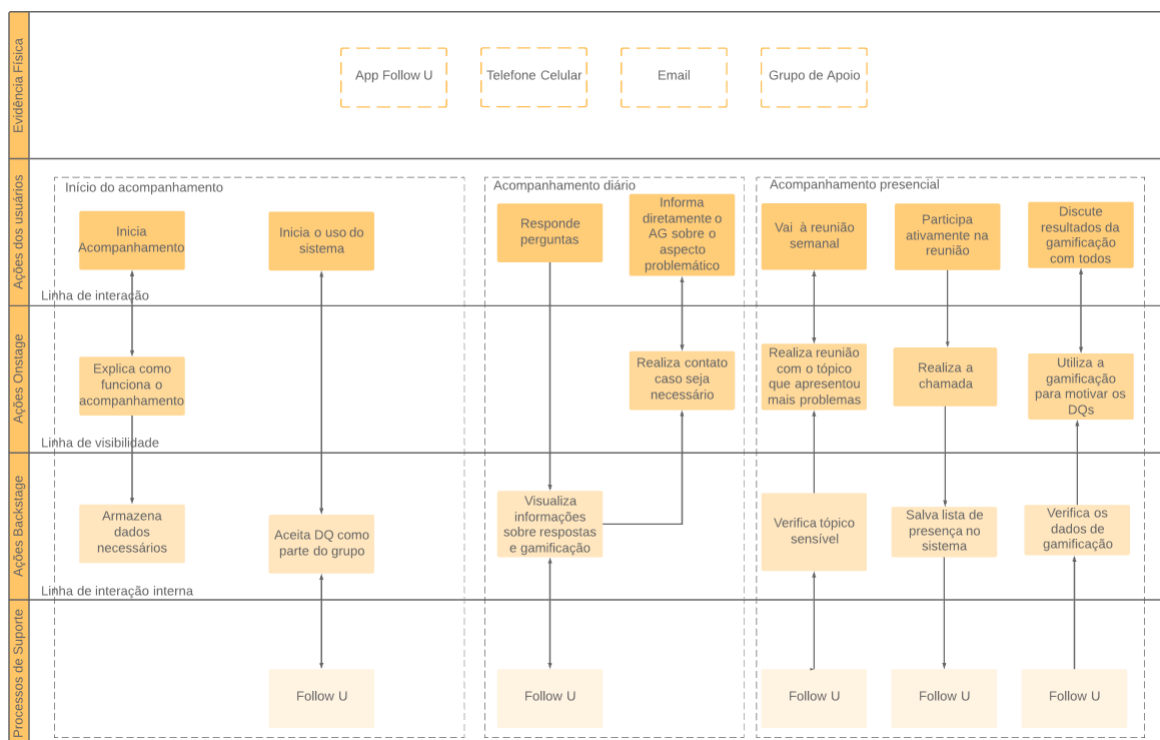 Evidência Física
App Follow U
Telefone Celular
Email
Grupo de Apoio
Ações dos usuários
Início do acompanhamento
Inicia
Acompanhamento
Inicia o uso do
sistema
Acompanhamento diário
Responde
perguntas
Informa
diretamente o
AG sobre o
aspecto
problemático
Acompanhamento presencial
Vai à reunião
semanal
Participa
ativamente na
reunião
Discute
resultados da
gamificação
com todos
Linha de interação
Ações Onstage
Explica como
funciona o
acompanhamento
Realiza contato
caso seja
necessário
Realiza reunião
com o tópico
que apresentou
mais problemas
Realiza a
chamada
Utiliza a
gamificação
para motivar os
DQs
Linha de visibilidade
Ações Backstage
Armazena
dados
necessários
Aceita DQ como
parte do grupo
Visualiza
informações
sobre respostas
e gamificação
Verifica tópico
sensível
Salva lista de
presença no
sistema
Verifica os
dados de
gamificação
Linha de interação interna
Processos de Suporte
Follow U
Follow U
Follow U
Follow U
Follow U